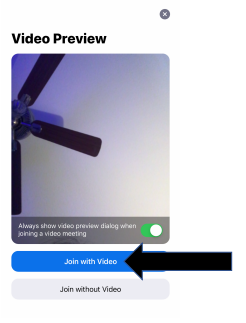 Video Preview
Always show video preview dialog when
joining a video meeting
Join with Video
Join without Video